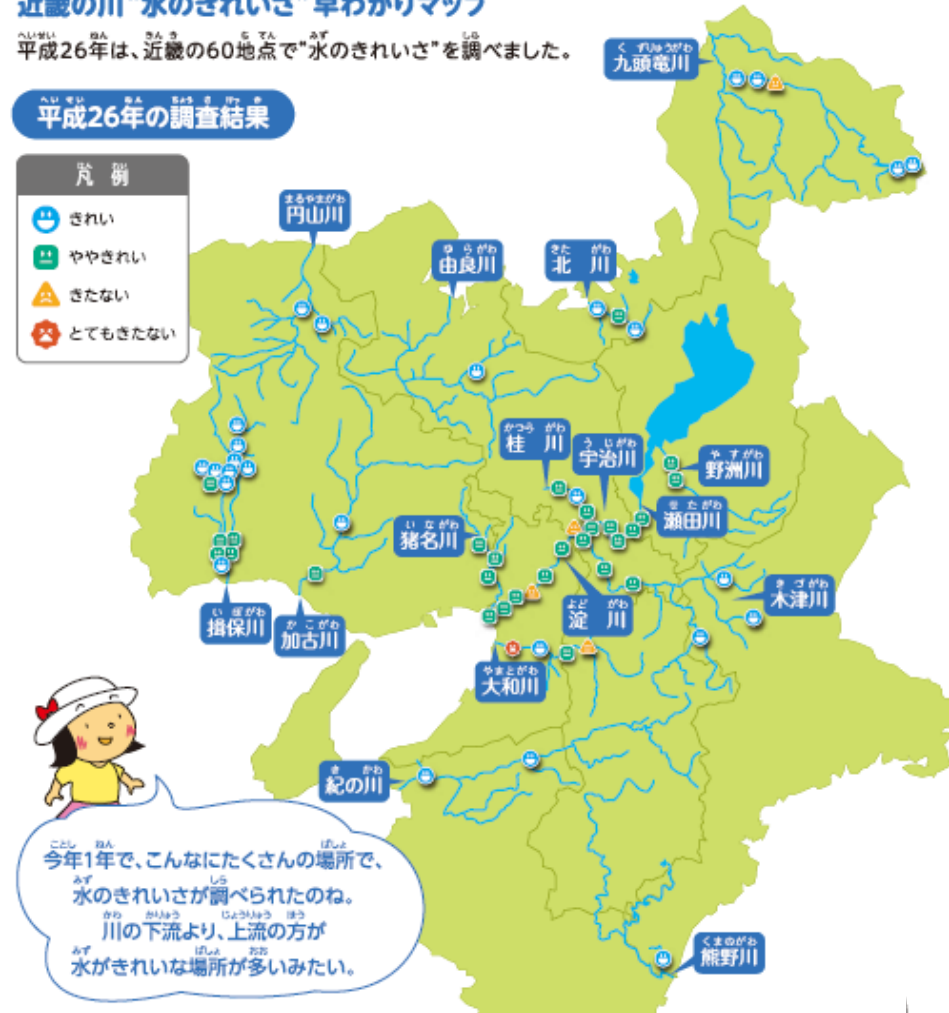 近畿の川"水のきれいさ"早わかりマップ
平成26年は、近畿の60地点で"水のきれいさ"を調べました。
平成26年の調査結果
凡例
きれい
ややきれい
きたない
とてもきたない
九頭竜川
円山川
由良川
北川
桂川
宇治川
野洲川
瀬田川
猪名川
木津川
淀川
揖保川
加古川
大和川
紀の川
熊野川
今年1年で、こんなにたくさんの場所で、
水のきれいさが調べられたのね。
川の下流より、上流の方が
水がきれいな場所が多いみたい。